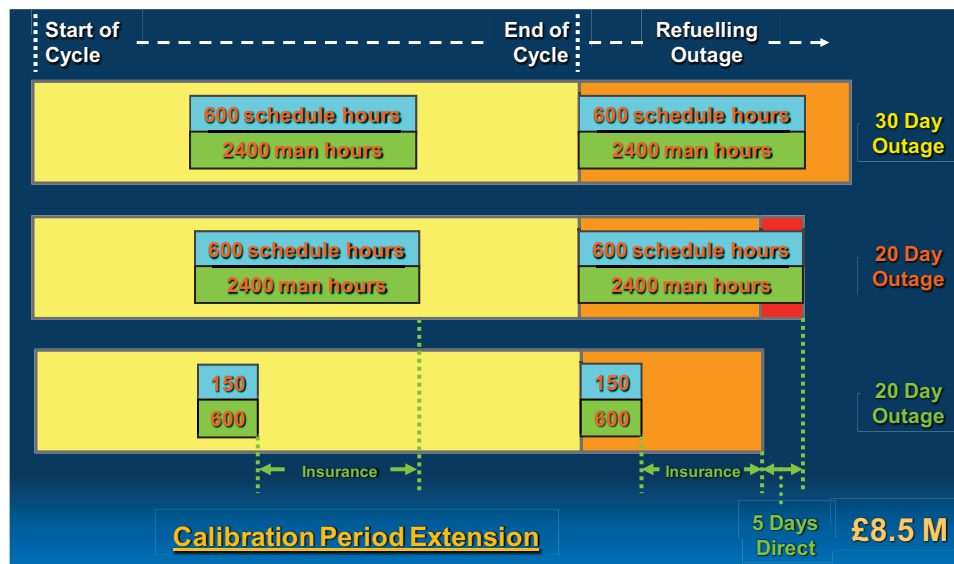 Start of
Cycle
End of
Cycle
Refuelling
Outage
600 schedule hours
2400 man hours
600 schedule hours
2400 man hours
30 Day
Outage
600 schedule hours
2400 man hours
600 schedule hours
2400 man hours
20 Day
Outage
150
600
150
600
20 Day
Outage
Insurance
Insurance
Calibration Period Extension
5 Days
Direct
£8.5 M